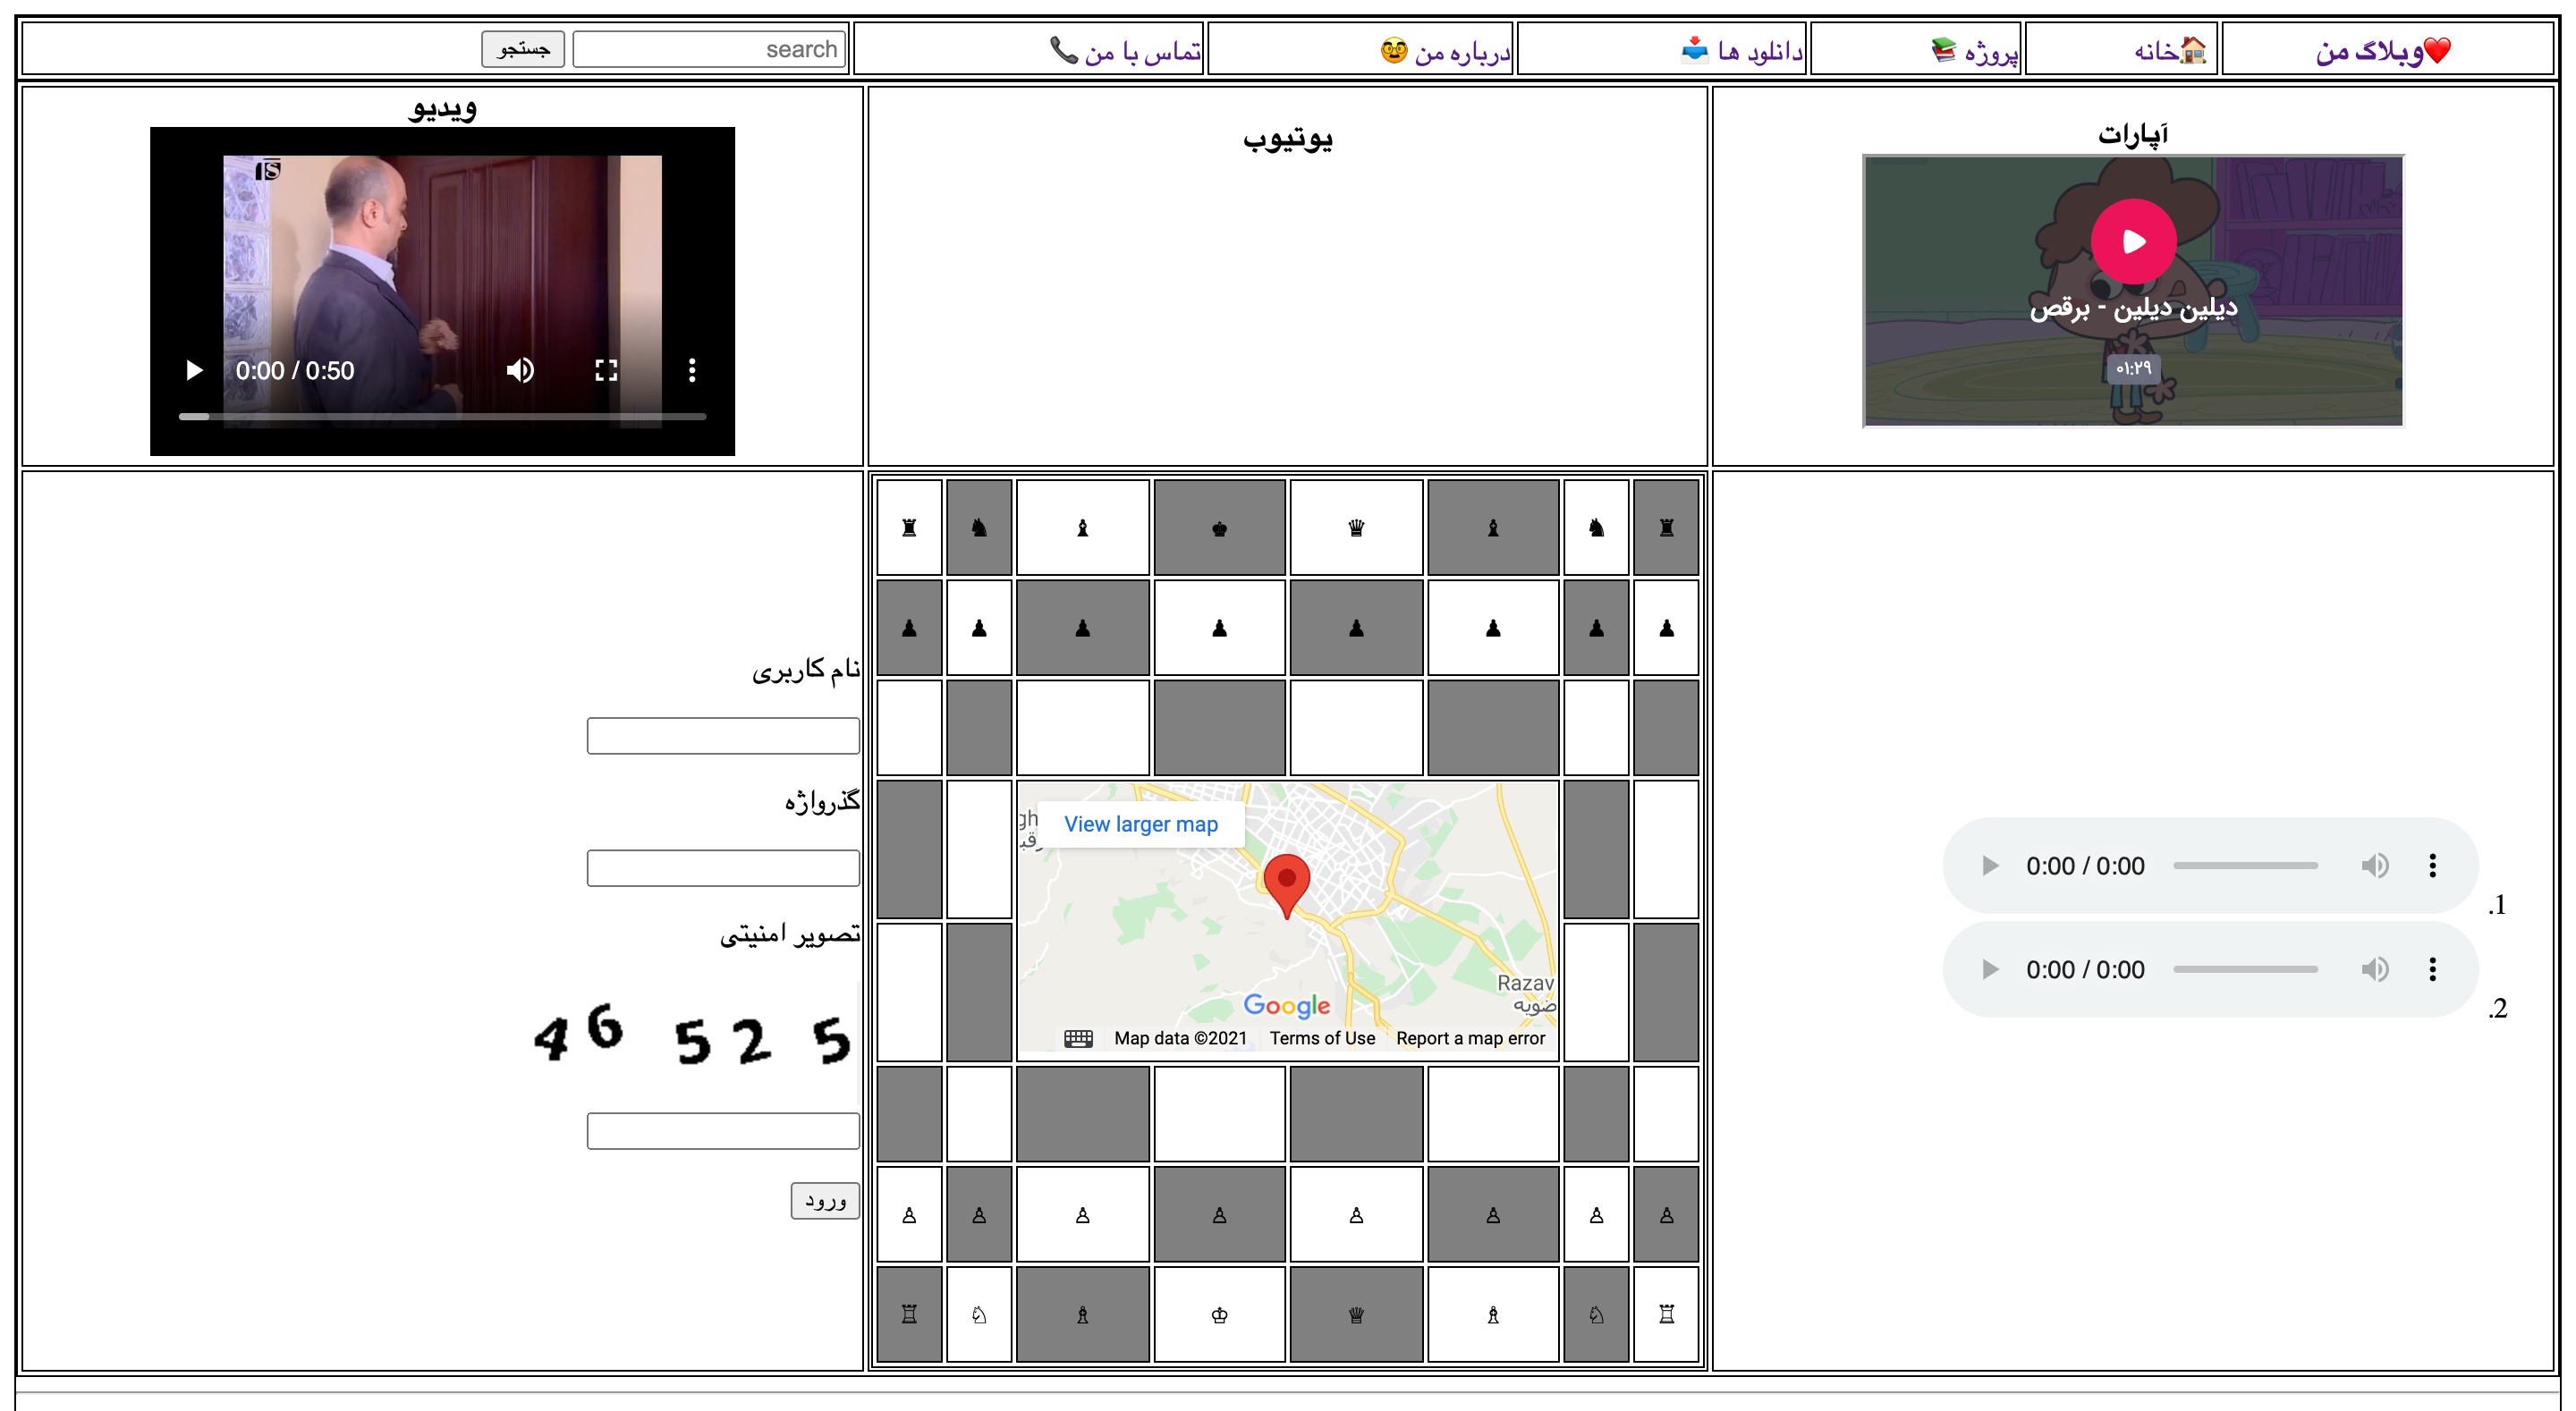 ❤️وبلاگ من
🏠خانه
پروژه 📚
دانلود ها 📥
درباره من 🥸
تماس با من 📞
search
جستجو
آپارات
دیلین دیلین - برقص
۰۱:۲۹
یوتیوب
ویدیو
0:00 / 0:50
1.
0:00 / 0:00
2.
0:00 / 0:00
♜ ♞ ♝ ♚ ♛ ♝ ♞ ♜
♟ ♟ ♟ ♟ ♟ ♟ ♟ ♟
View larger map
Razav
ضویه
Google
Map data ©2021 Terms of Use Report a map error
♙ ♙ ♙ ♙ ♙ ♙ ♙ ♙
♖ ♘ ♗ ♔ ♕ ♗ ♘ ♖
نام کاربری
گذرواژه
تصویر امنیتی
4 6 5 2 5
ورود